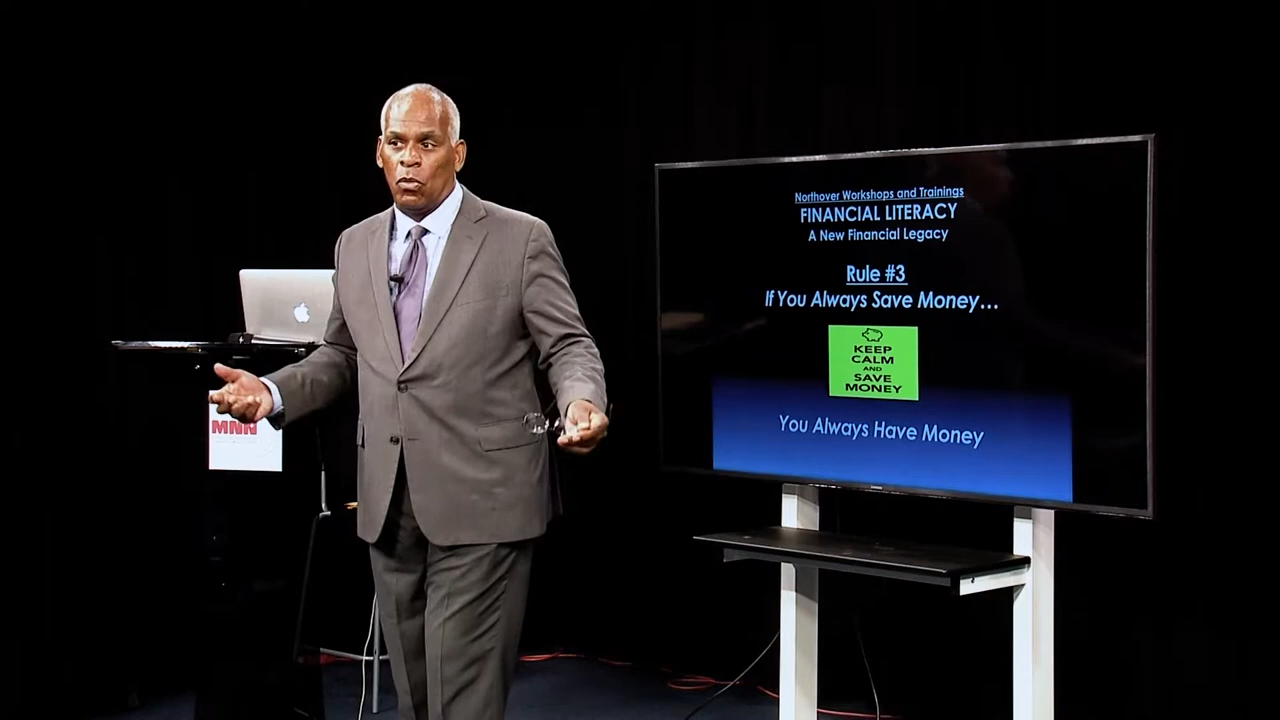 Northover Workshops and Trainings
FINANCIAL LITERACY
A New Financial Legacy
Rule #3
If You Always Save Money...
KEEP
CALM
AND
SAVE
MONEY
You Always Have Money
MNN